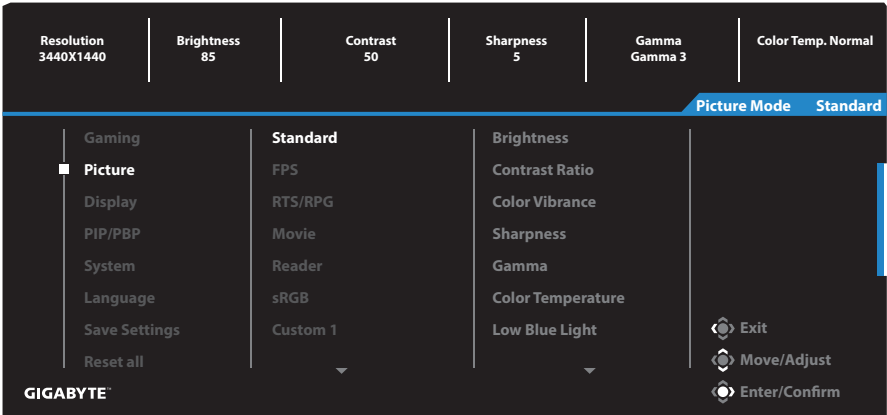 Resolution Brightness Contrast Sharpness Gamma Color Temp. Normal
3440X1440 85 50 5 Gamma 3
Picture Mode Standard
Gaming Standard Brightness
Picture FPS Contrast Ratio
Display RTS/RPG Color Vibrance
PIP/PBP Movie Sharpness
System Reader Gamma
Language sRGB Color Temperature
Save Settings Custom 1 Low Blue Light
Exit
Reset all
Move/Adjust
GIGABYTE™
Enter/Confirm